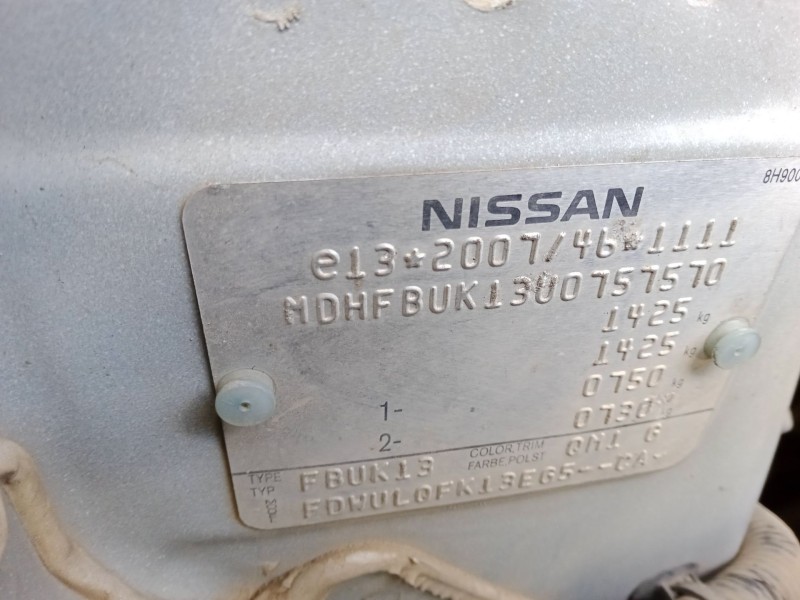 8H900
NISSAN
e13*2007/46*1111
MDHFBUK13U0757570
1425 kg
1425 kg
1- 0750 kg
2- 0730 kg
TYPE TYP FBUK13 COLOR,TRIM FARBE,POLST QM1 G
FDWULQFK13EG5--CA-